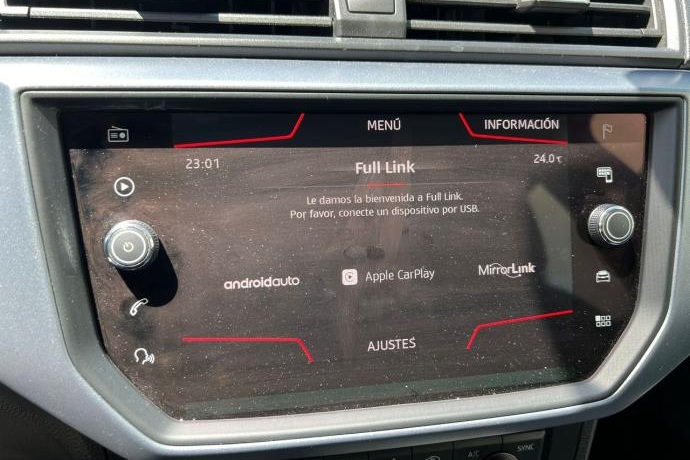 MENÚ
INFORMACIÓN
23:01
Full Link
24.0 °C
Le damos la bienvenida a Full Link.
Por favor, conecte un dispositivo por USB.
androidauto
Apple CarPlay
MirrorLink
AJUSTES
A/C
SYNC